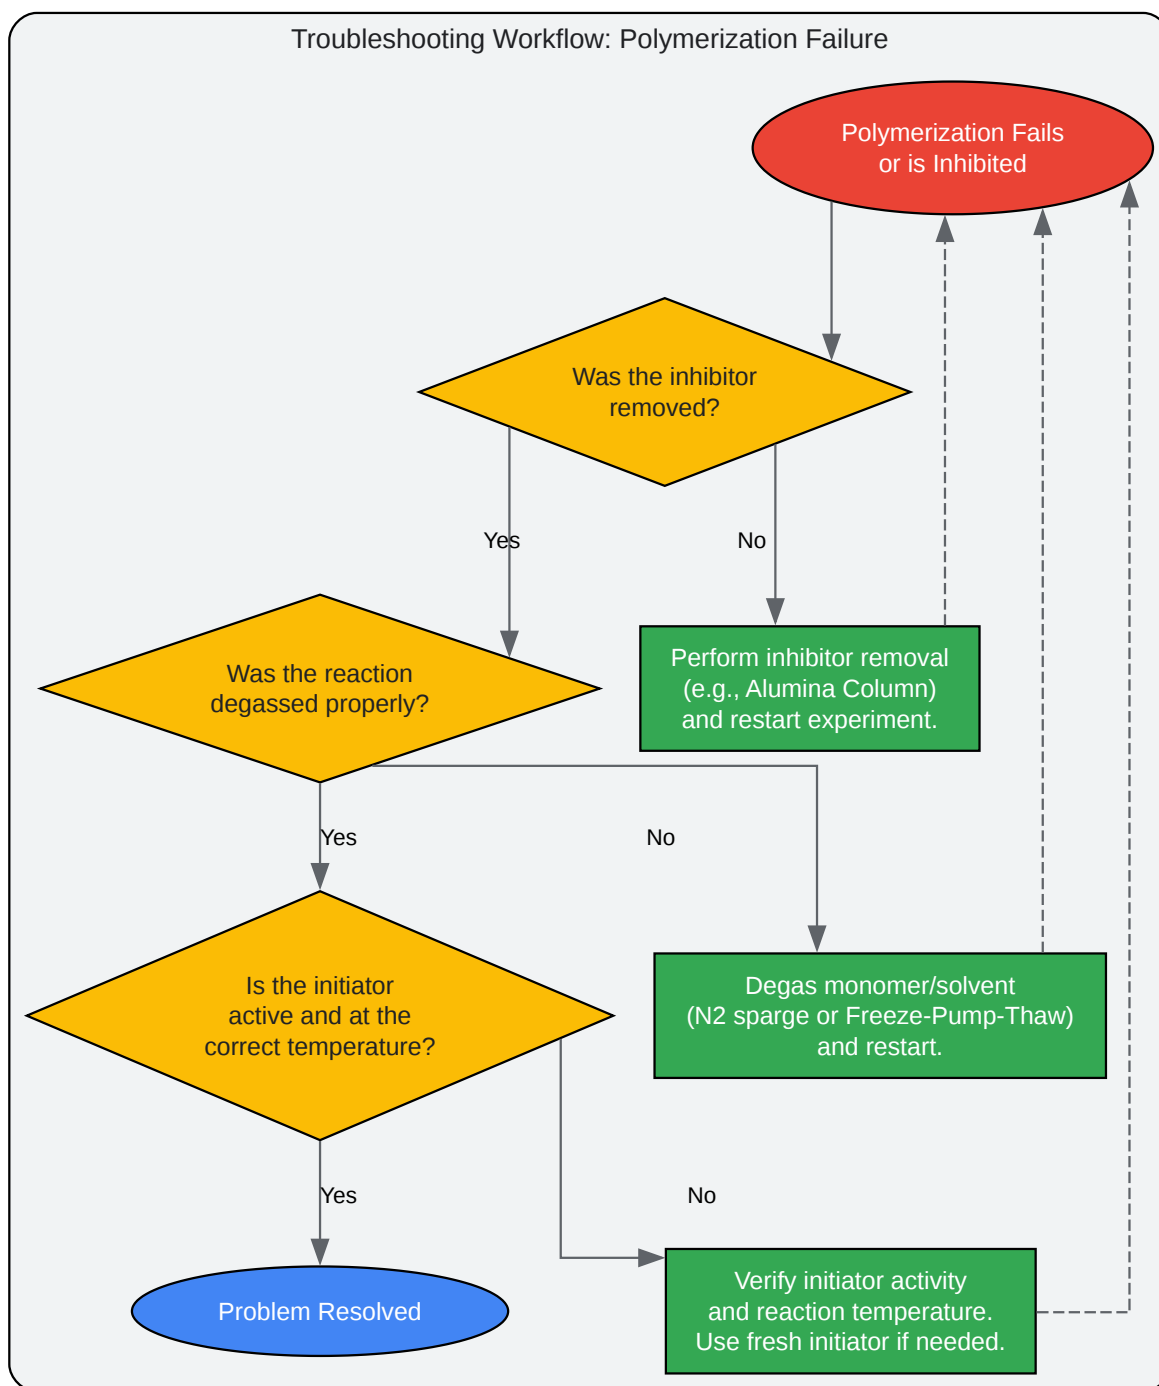 Troubleshooting Workflow: Polymerization Failure
Polymerization Fails
or is Inhibited
Was the inhibitor
removed?
Yes
No
Was the reaction
degassed properly?
Perform inhibitor removal
(e.g., Alumina Column)
and restart experiment.
Yes
No
Is the initiator
active and at the
correct temperature?
Degas monomer/solvent
(N2 sparge or Freeze-Pump-Thaw)
and restart.
Yes
No
Problem Resolved
Verify initiator activity
and reaction temperature.
Use fresh initiator if needed.